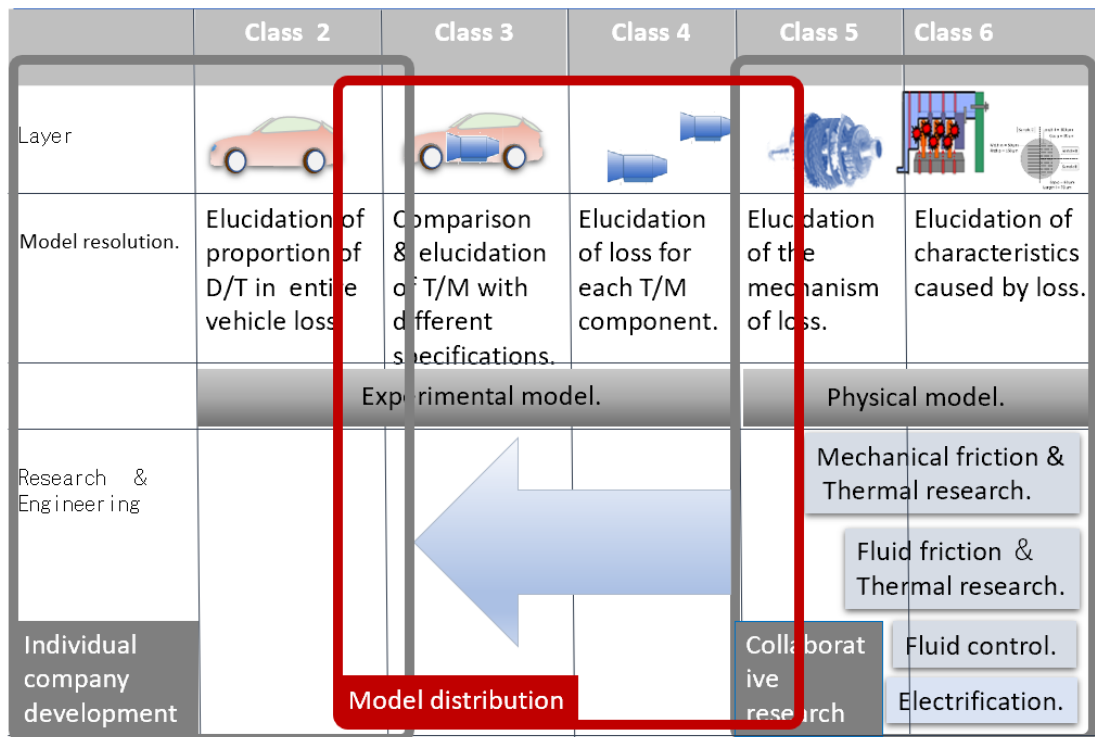 Class 2
Class 3
Class 4
Class 5
Class 6
Layer
Model resolution.
Elucidation of
proportion of
D/T in entire
vehicle loss
Comparison
& elucidation
of T/M with
different
specifications.
Elucidation
of loss for
each T/M
component.
Elucidation
of the
mechanism
of loss.
Elucidation of
characteristics
caused by loss.
Experimental model.
Physical model.
Research &
Engineering
Mechanical friction &
Thermal research.
Fluid friction ＆
Thermal research.
Fluid control.
Electrification.
Individual
company
development
Model distribution
Collaborat
ive
research